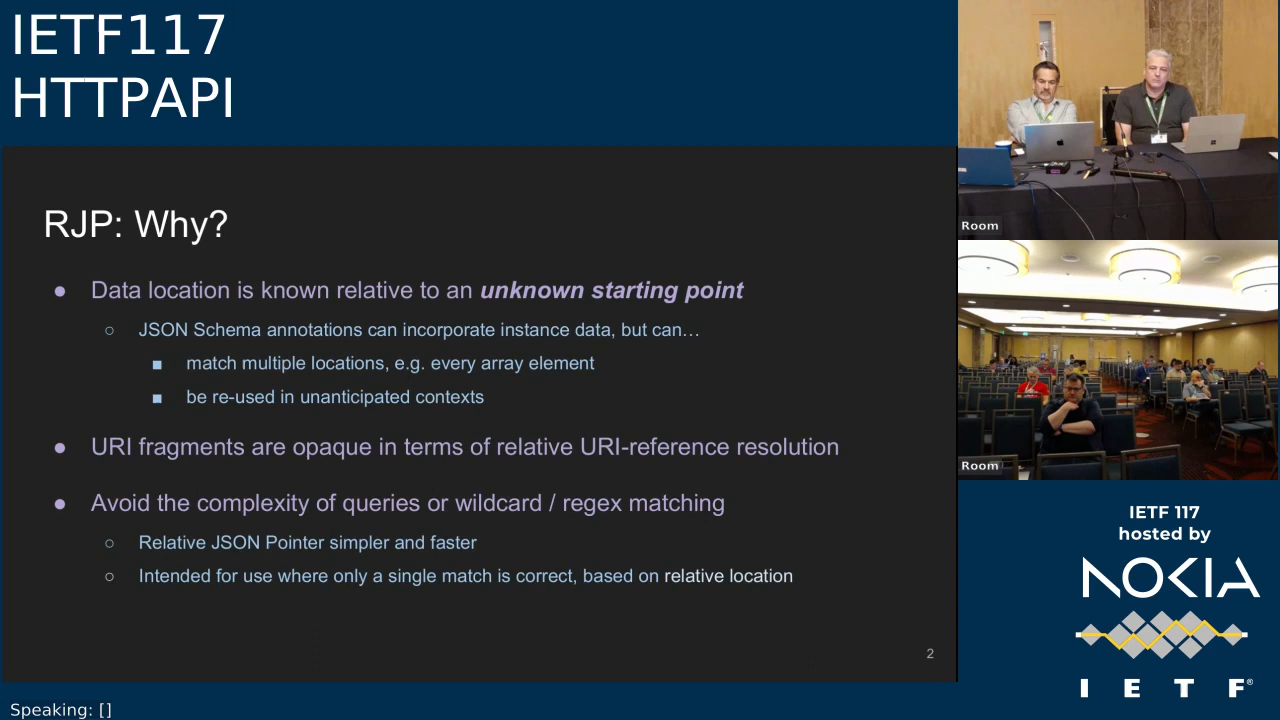 IETF117
HTTPAPI
RJP: Why?
● Data location is known relative to an unknown starting point
○ JSON Schema annotations can incorporate instance data, but can…
■ match multiple locations, e.g. every array element
■ be re-used in unanticipated contexts
● URI fragments are opaque in terms of relative URI-reference resolution
● Avoid the complexity of queries or wildcard / regex matching
○ Relative JSON Pointer simpler and faster
○ Intended for use where only a single match is correct, based on relative location
2
Room
Room
IETF 117
hosted by
NOKIA
IETF®
Speaking: []